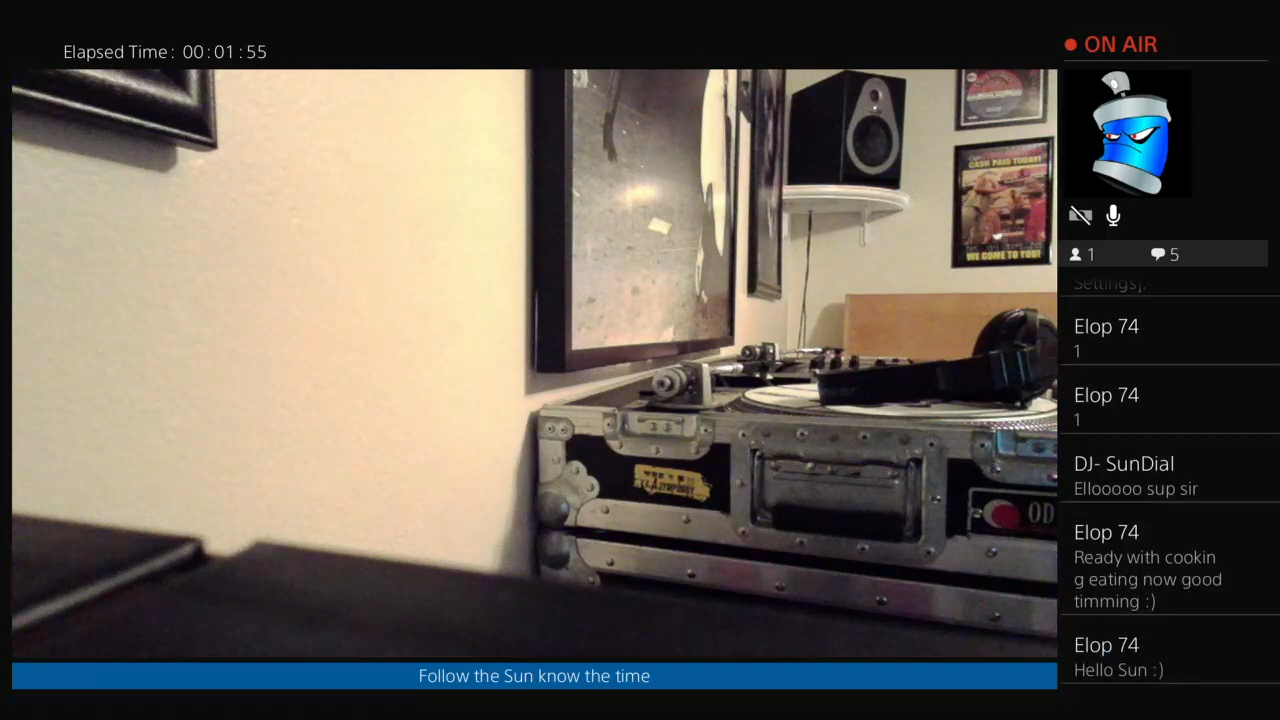 Elapsed Time: 00:01:55
ON AIR
CASH PAID TODAY!
WE COME TO YOU!
OD
1
5
Settings].
Elop 74
1
Elop 74
1
DJ- SunDial
Ellooooo sup sir
Elop 74
Ready with cookin
g eating now good
timming :)
Elop 74
Hello Sun :)
Follow the Sun know the time